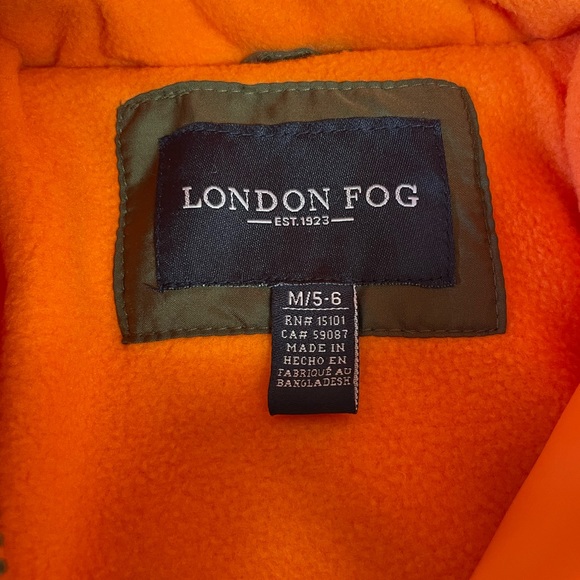 LONDON FOG
EST. 1923
M/5-6
RN# 15101
CA# 59087
MADE IN
HECHO EN
FABRIQUÉ AU
BANGLADESH